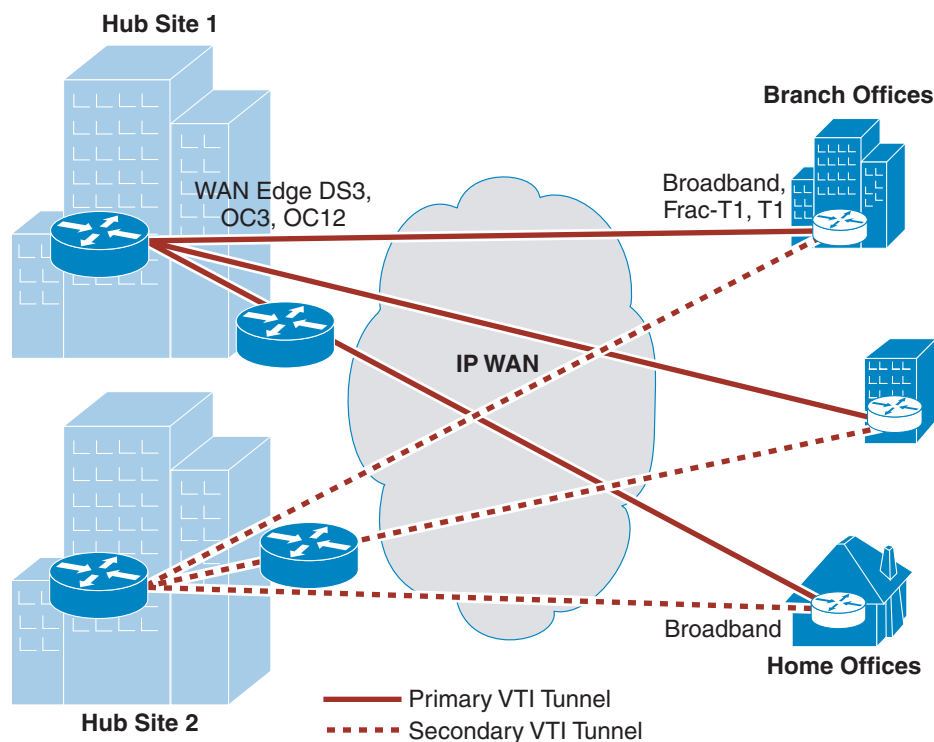 Hub Site 1
Branch Offices
WAN Edge DS3,
OC3, OC12
Broadband,
Frac-T1, T1
IP WAN
Broadband
Home Offices
Hub Site 2
Primary VTI Tunnel
Secondary VTI Tunnel